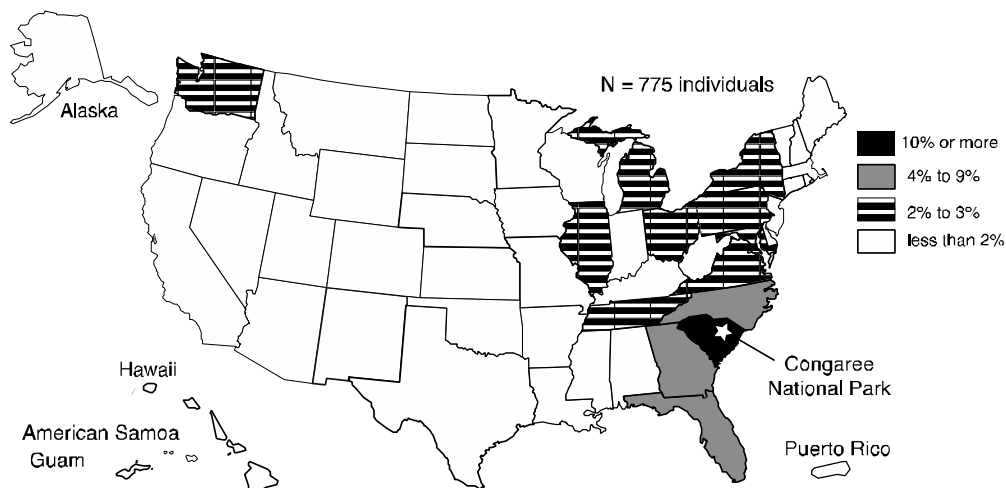 N = 775 individuals
Alaska
10% or more
4% to 9%
2% to 3%
less than 2%
Congaree
National Park
Hawaii
American Samoa
Guam
Puerto Rico